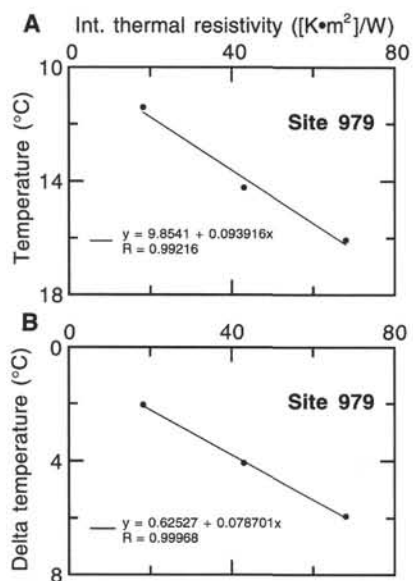 A Int. thermal resistivity ([K•m²]/W)
0 40 80
10
14
18
Temperature (°C)
Site 979
y = 9.8541 + 0.093916x
R = 0.99216
B 0 40 80
0
4
8
Delta temperature (°C)
Site 979
y = 0.62527 + 0.078701x
R = 0.99968